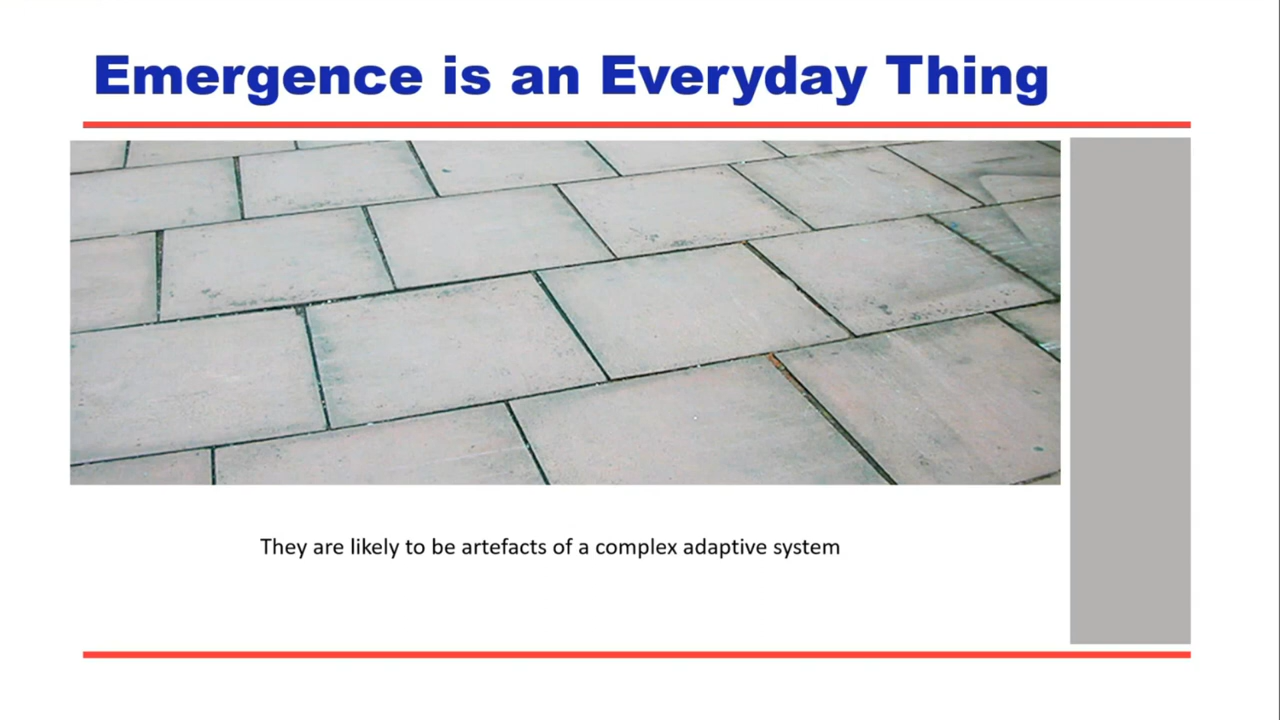 Emergence is an Everyday Thing
They are likely to be artefacts of a complex adaptive system